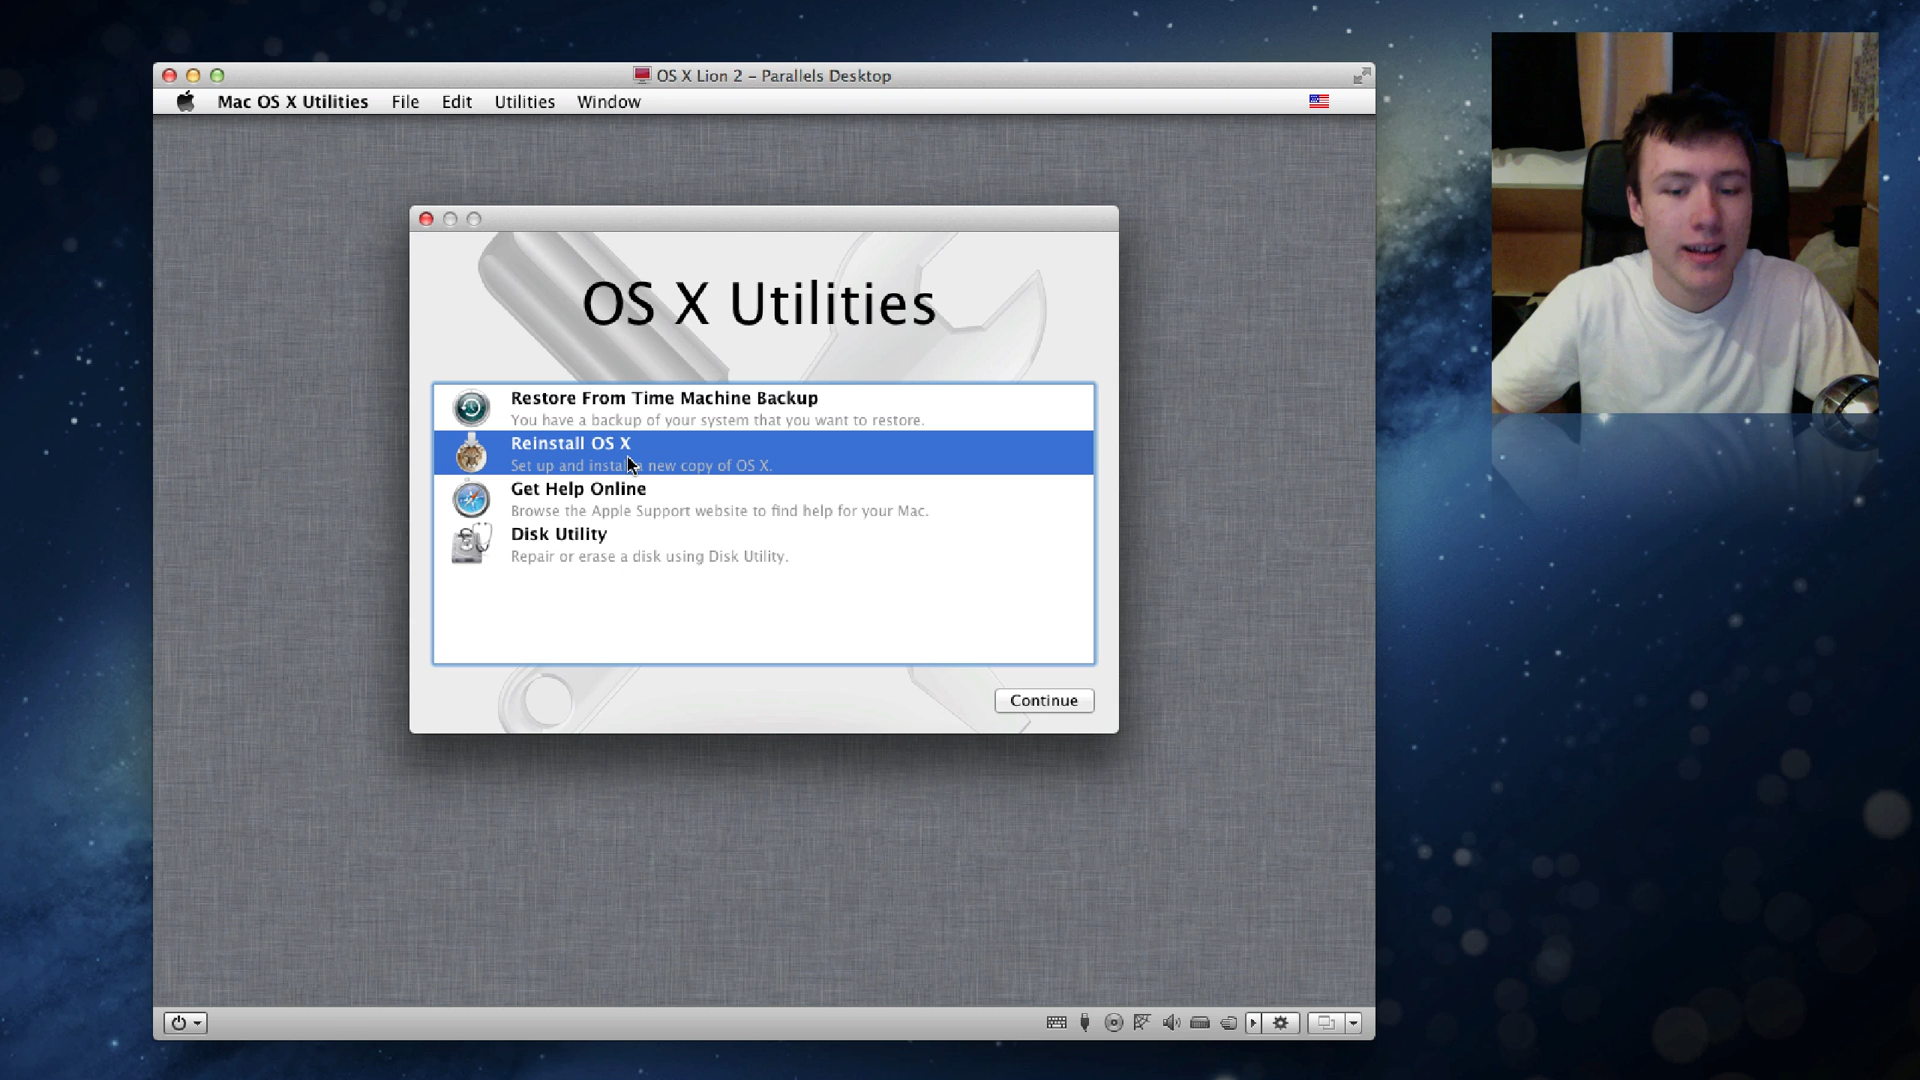 OS X Lion 2 - Parallels Desktop
Mac OS X Utilities File Edit Utilities Window
OS X Utilities
Restore From Time Machine Backup
You have a backup of your system that you want to restore.
Reinstall OS X
Set up and install new copy of OS X.
Get Help Online
Browse the Apple Support website to find help for your Mac.
Disk Utility
Repair or erase a disk using Disk Utility.
Continue